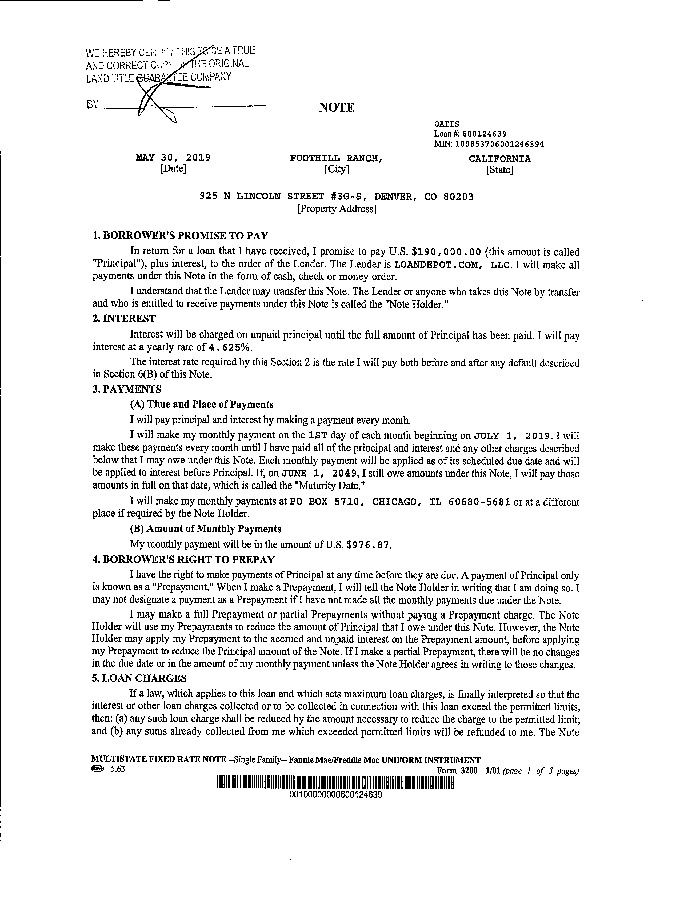 WE HEREBY THIS TO BE A TRUE
AND CORRECT THE ORIGINAL
LAND TITLE GUARANTEE COMPANY
BY
NOTE
OATIS
Loan #: 600124639
MIN: 100853706001246394
MAY 30, 2019 FOOTHILL RANCH, CALIFORNIA
[Date] [City] [State]
925 N LINCOLN STREET #3G-S, DENVER, CO 80203
[Property Address]
1. BORROWER'S PROMISE TO PAY
In return for a loan that I have received, I promise to pay U.S. $190,000.00 (this amount is called
"Principal"), plus interest, to the order of the Lender. The Lender is LOANDEPOT.COM, LLC. I will make all
payments under this Note in the form of cash, check or money order.
I understand that the Lender may transfer this Note. The Lender or anyone who takes this Note by transfer
and who is entitled to receive payments under this Note is called the "Note Holder."
2. INTEREST
Interest will be charged on unpaid principal until the full amount of Principal has been paid. I will pay
interest at a yearly rate of 4.625%.
The interest rate required by this Section 2 is the rate I will pay both before and after any default described
in Section 6(B) of this Note.
3. PAYMENTS
(A) Time and Place of Payments
I will pay principal and interest by making a payment every month.
I will make my monthly payment on the 1ST day of each month beginning on JULY 1, 2019. I will
make these payments every month until I have paid all of the principal and interest and any other charges described
below that I may owe under this Note. Each monthly payment will be applied as of its scheduled due date and will
be applied to interest before Principal. If, on JUNE 1, 2049, I still owe amounts under this Note, I will pay those
amounts in full on that date, which is called the "Maturity Date."
I will make my monthly payments at PO BOX 5710, CHICAGO, IL 60680-5681 or at a different
place if required by the Note Holder.
(B) Amount of Monthly Payments
My monthly payment will be in the amount of U.S. $976.87.
4. BORROWER'S RIGHT TO PREPAY
I have the right to make payments of Principal at any time before they are due. A payment of Principal only
is known as a "Prepayment." When I make a Prepayment, I will tell the Note Holder in writing that I am doing so. I
may not designate a payment as a Prepayment if I have not made all the monthly payments due under the Note.
I may make a full Prepayment or partial Prepayments without paying a Prepayment charge. The Note
Holder will use my Prepayments to reduce the amount of Principal that I owe under this Note. However, the Note
Holder may apply my Prepayment to the accrued and unpaid interest on the Prepayment amount, before applying
my Prepayment to reduce the Principal amount of the Note. If I make a partial Prepayment, there will be no changes
in the due date or in the amount of my monthly payment unless the Note Holder agrees in writing to those changes.
5. LOAN CHARGES
If a law, which applies to this loan and which sets maximum loan charges, is finally interpreted so that the
interest or other loan charges collected or to be collected in connection with this loan exceed the permitted limits,
then: (a) any such loan charge shall be reduced by the amount necessary to reduce the charge to the permitted limit;
and (b) any sums already collected from me which exceeded permitted limits will be refunded to me. The Note
MULTISTATE FIXED RATE NOTE --Single Family-- Fannie Mae/Freddie Mac UNIFORM INSTRUMENT
Form 3200 1/01 (page 1 of 3 pages)